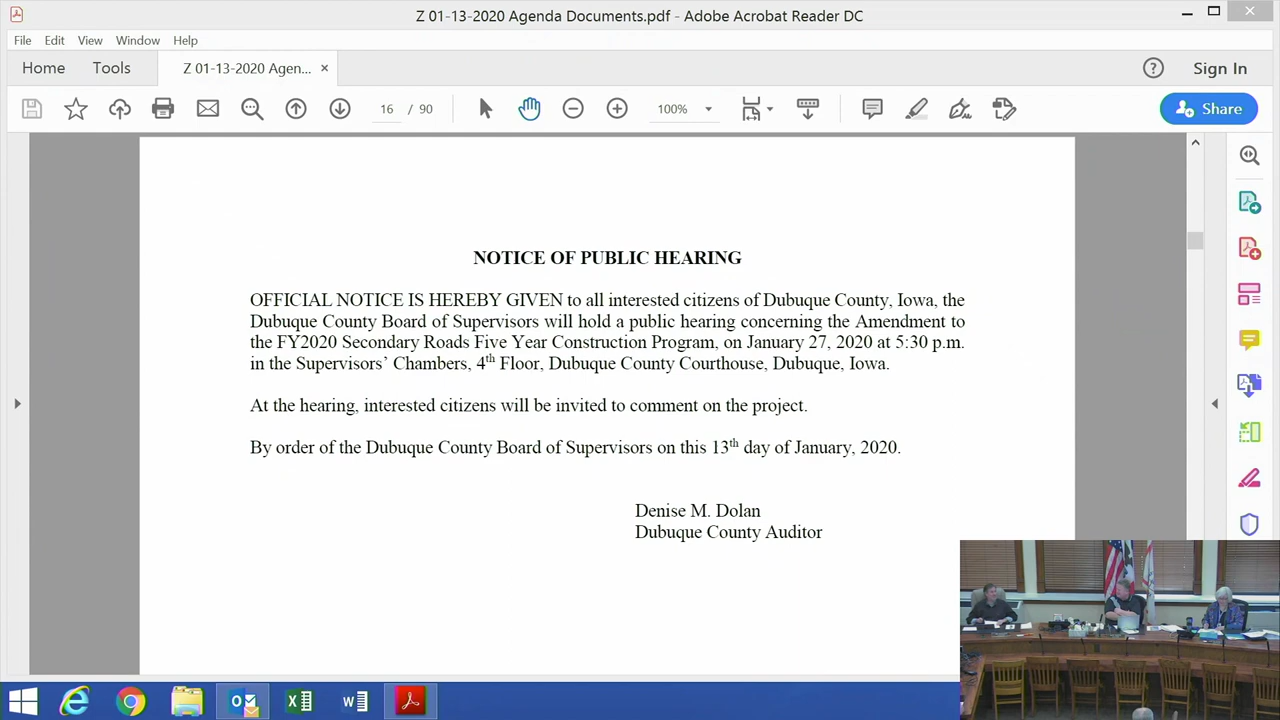 Z 01-13-2020 Agenda Documents.pdf - Adobe Acrobat Reader DC
File Edit View Window Help
Home Tools Z 01-13-2020 Agen... × Sign In
16 / 90 100% Share
NOTICE OF PUBLIC HEARING
OFFICIAL NOTICE IS HEREBY GIVEN to all interested citizens of Dubuque County, Iowa, the
Dubuque County Board of Supervisors will hold a public hearing concerning the Amendment to
the FY2020 Secondary Roads Five Year Construction Program, on January 27, 2020 at 5:30 p.m.
in the Supervisors' Chambers, 4th Floor, Dubuque County Courthouse, Dubuque, Iowa.
At the hearing, interested citizens will be invited to comment on the project.
By order of the Dubuque County Board of Supervisors on this 13th day of January, 2020.
Denise M. Dolan
Dubuque County Auditor